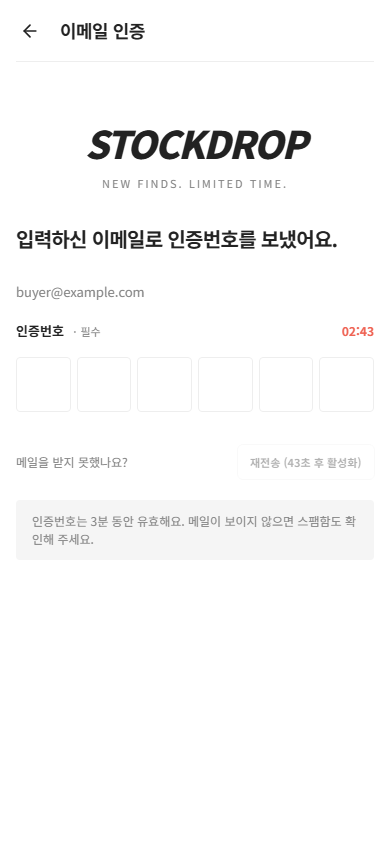 이메일 인증
STOCKDROP
NEW FINDS. LIMITED TIME.
입력하신 이메일로 인증번호를 보냈어요.
buyer@example.com
인증번호 · 필수 02:43
메일을 받지 못했나요? 재전송 (43초 후 활성화)
인증번호는 3분 동안 유효해요. 메일이 보이지 않으면 스팸함도 확
인해 주세요.